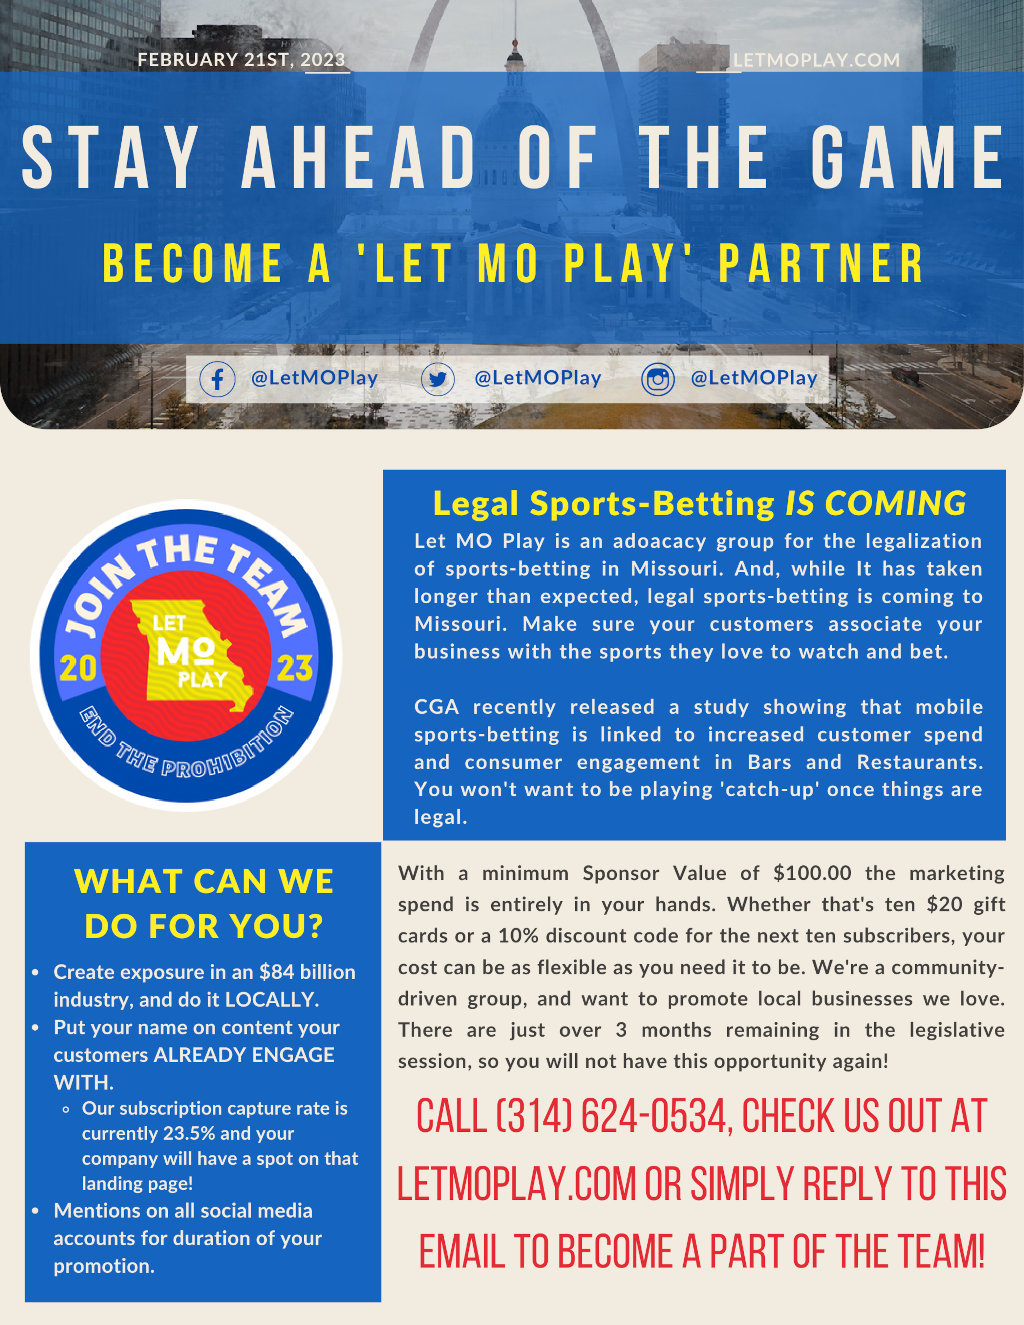 FEBRUARY 21ST, 2023
LETMOPLAY.COM
STAY AHEAD OF THE GAME
BECOME A 'LET MO PLAY' PARTNER
@LetMOPlay
@LetMOPlay
@LetMOPlay
JOIN THE TEAM
20
23
LET
Mo
PLAY
END THE PROHIBITION
Legal Sports-Betting IS COMING
Let MO Play is an adoacacy group for the legalization
of sports-betting in Missouri. And, while It has taken
longer than expected, legal sports-betting is coming to
Missouri. Make sure your customers associate your
business with the sports they love to watch and bet.
CGA recently released a study showing that mobile
sports-betting is linked to increased customer spend
and consumer engagement in Bars and Restaurants.
You won't want to be playing 'catch-up' once things are
legal.
WHAT CAN WE
DO FOR YOU?
• Create exposure in an $84 billion
industry, and do it LOCALLY.
• Put your name on content your
customers ALREADY ENGAGE
WITH.
◦ Our subscription capture rate is
currently 23.5% and your
company will have a spot on that
landing page!
• Mentions on all social media
accounts for duration of your
promotion.
With a minimum Sponsor Value of $100.00 the marketing
spend is entirely in your hands. Whether that's ten $20 gift
cards or a 10% discount code for the next ten subscribers, your
cost can be as flexible as you need it to be. We're a community-
driven group, and want to promote local businesses we love.
There are just over 3 months remaining in the legislative
session, so you will not have this opportunity again!
CALL (314) 624-0534, CHECK US OUT AT
LETMOPLAY.COM OR SIMPLY REPLY TO THIS
EMAIL TO BECOME A PART OF THE TEAM!